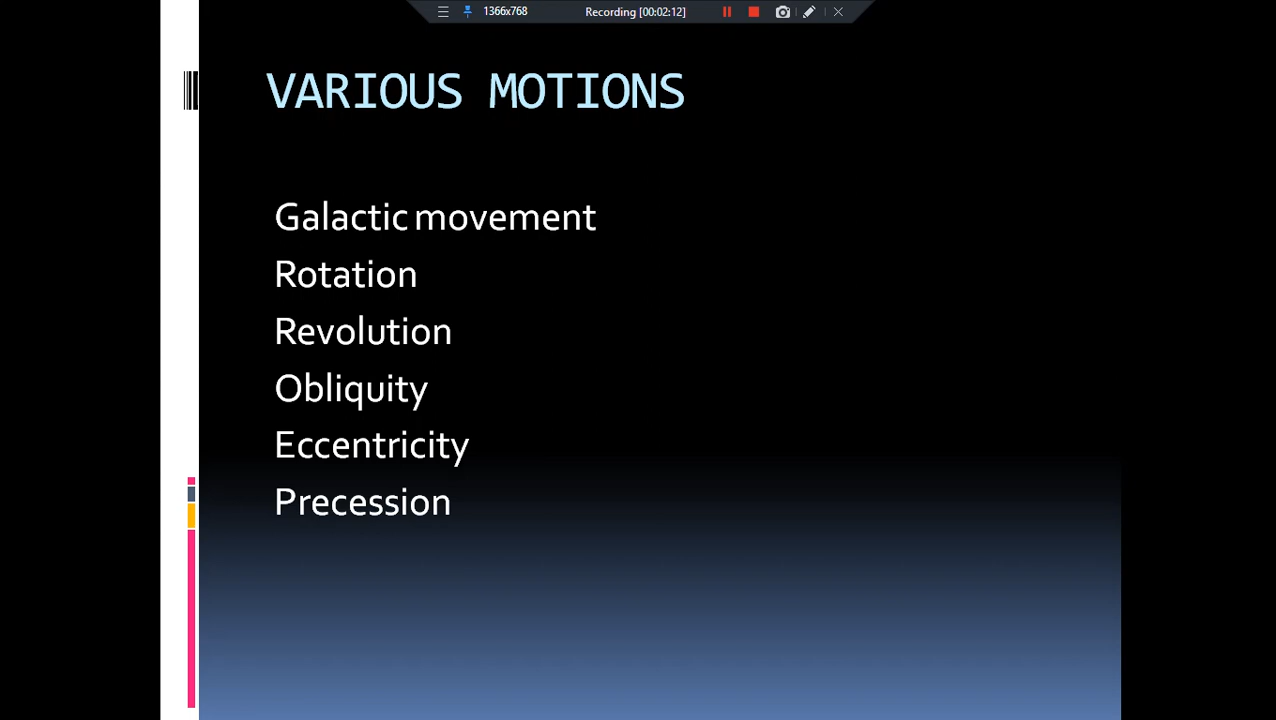 1366x768 Recording [00:02:12]
VARIOUS MOTIONS
Galactic movement
Rotation
Revolution
Obliquity
Eccentricity
Precession